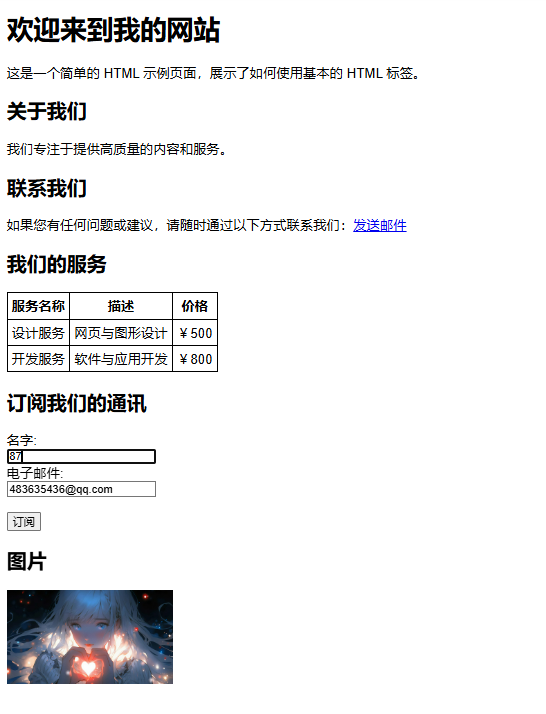 欢迎来到我的网站
这是一个简单的 HTML 示例页面，展示了如何使用基本的 HTML 标签。
关于我们
我们专注于提供高质量的内容和服务。
联系我们
如果您有任何问题或建议，请随时通过以下方式联系我们：发送邮件
我们的服务
服务名称 描述 价格
设计服务 网页与图形设计 ￥500
开发服务 软件与应用开发 ￥800
订阅我们的通讯
名字:
87
电子邮件:
483635436@qq.com
订阅
图片